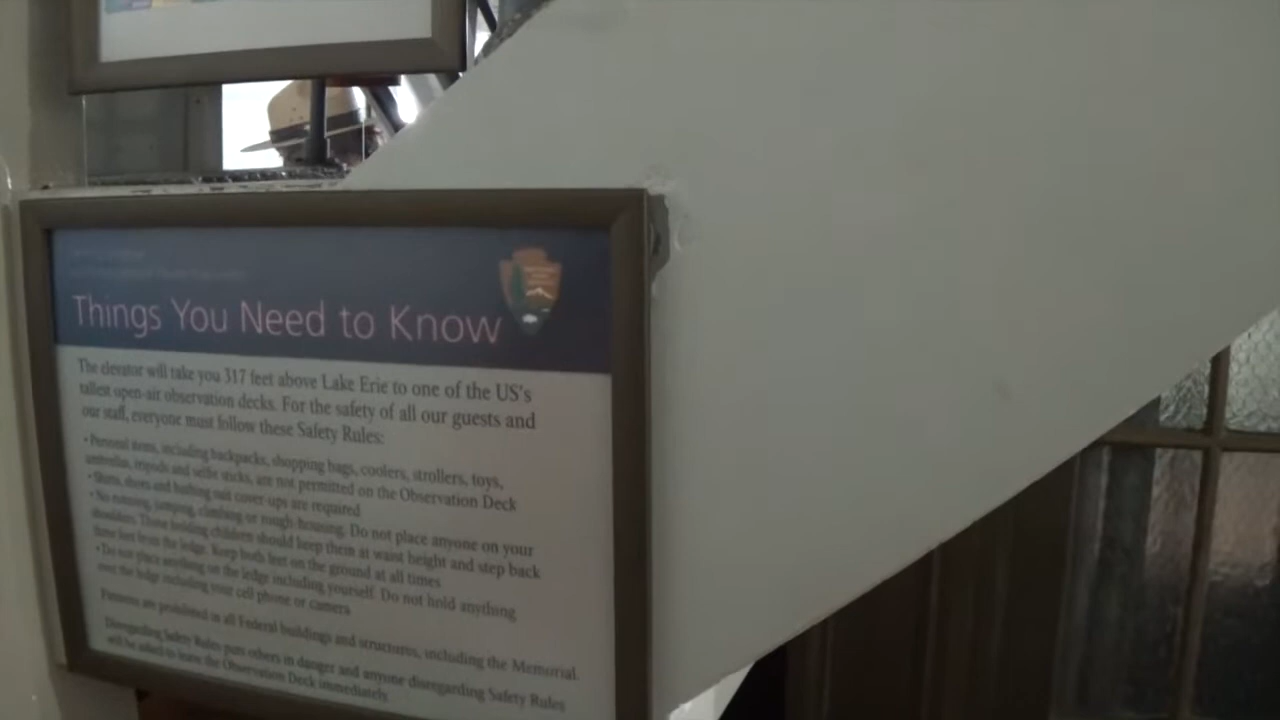 Things You Need to Know
The elevator will take you 317 feet above Lake Erie to one of the US's
tallest open-air observation decks. For the safety of all our guests and
our staff, everyone must follow these Safety Rules:
• Personal items, including backpacks, shopping bags, coolers, strollers, toys,
umbrellas, tripods and selfie sticks, are not permitted on the Observation Deck
• Shirts, shoes and bathing suit cover-ups are required
• No running, jumping, climbing or rough-housing. Do not place anyone on your
shoulders. Those holding children should keep them at waist height and step back
three feet from the ledge. Keep both feet on the ground at all times
• Do not place anything on the ledge including yourself. Do not hold anything
over the ledge including your cell phone or camera
Firearms are prohibited in all Federal buildings and structures, including the Memorial.
Disregarding Safety Rules puts others in danger and anyone disregarding Safety Rules
will be asked to leave the Observation Deck immediately.